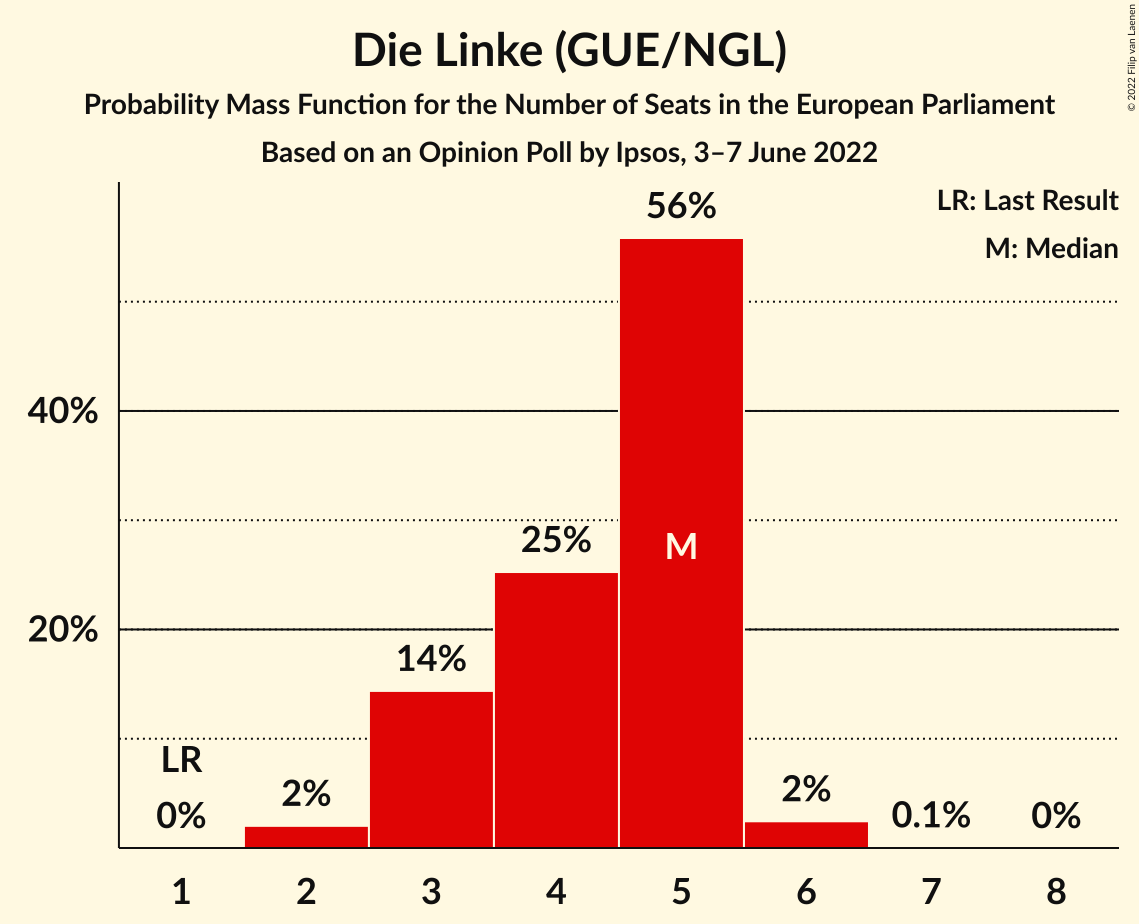 Die Linke (GUE/NGL)
Probability Mass Function for the Number of Seats in the European Parliament
Based on an Opinion Poll by Ipsos, 3–7 June 2022
© 2022 Filip van Laenen
LR: Last Result
M: Median
56%
40%
25%
M
20%
14%
LR
0%
2%
2%
0.1%
0%
1 2 3 4 5 6 7 8